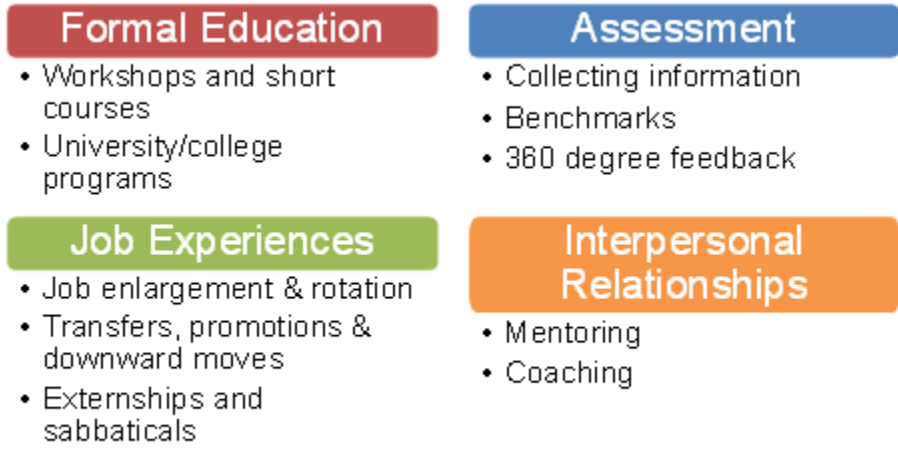 Formal Education
• Workshops and short
courses
• University/college
programs
Assessment
• Collecting information
• Benchmarks
• 360 degree feedback
Job Experiences
• Job enlargement & rotation
• Transfers, promotions &
downward moves
• Externships and
sabbaticals
Interpersonal
Relationships
• Mentoring
• Coaching